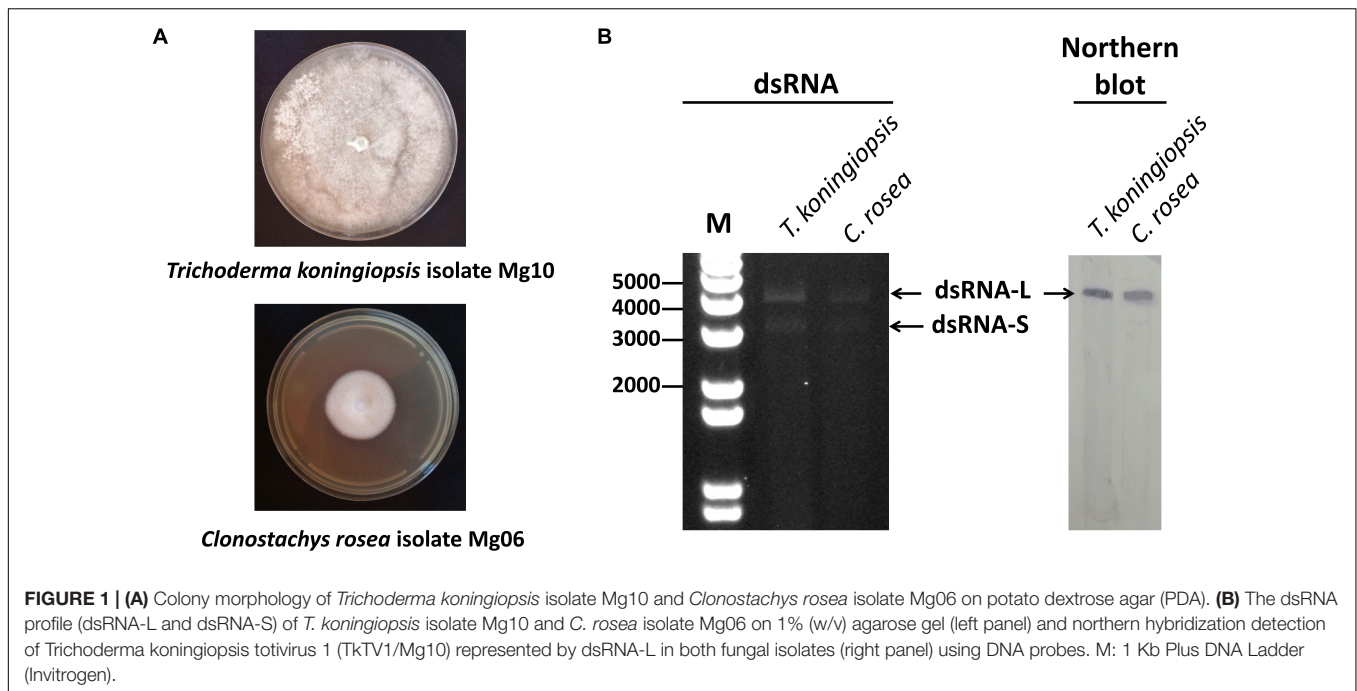 A
B
Trichoderma koningiopsis isolate Mg10
Clonostachys rosea isolate Mg06
dsRNA
Northern
blot
M
T. koningiopsis
C. rosea
T. koningiopsis
C. rosea
5000
4000
3000
2000
dsRNA-L
dsRNA-S
FIGURE 1 | (A) Colony morphology of Trichoderma koningiopsis isolate Mg10 and Clonostachys rosea isolate Mg06 on potato dextrose agar (PDA). (B) The dsRNA
profile (dsRNA-L and dsRNA-S) of T. koningiopsis isolate Mg10 and C. rosea isolate Mg06 on 1% (w/v) agarose gel (left panel) and northern hybridization detection
of Trichoderma koningiopsis totivirus 1 (TkTV1/Mg10) represented by dsRNA-L in both fungal isolates (right panel) using DNA probes. M: 1 Kb Plus DNA Ladder
(Invitrogen).